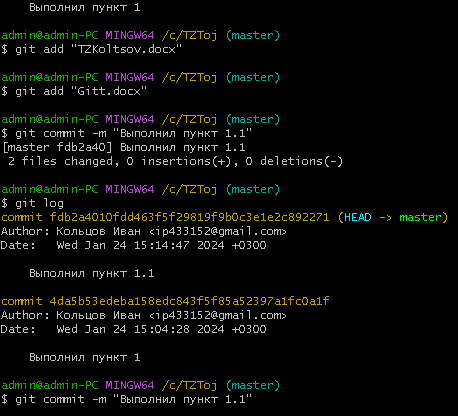 Выполнил пункт 1
admin@admin-PC MINGW64 /c/TZToj (master)
$ git add "TZKoltsov.docx"
admin@admin-PC MINGW64 /c/TZToj (master)
$ git add "Gitt.docx"
admin@admin-PC MINGW64 /c/TZToj (master)
$ git commit -m "Выполнил пункт 1.1"
[master fdb2a40] Выполнил пункт 1.1
2 files changed, 0 insertions(+), 0 deletions(-)
admin@admin-PC MINGW64 /c/TZToj (master)
$ git log
commit fdb2a4010fdd463f5f29819f9b0c3e1e2c892271 (HEAD -> master)
Author: Кольцов Иван <ip433152@gmail.com>
Date: Wed Jan 24 15:14:47 2024 +0300
Выполнил пункт 1.1
commit 4da5b53edeba158edc843f5f85a52397a1fc0a1f
Author: Кольцов Иван <ip433152@gmail.com>
Date: Wed Jan 24 15:04:28 2024 +0300
Выполнил пункт 1
admin@admin-PC MINGW64 /c/TZToj (master)
$ git commit -m "Выполнил пункт 1.1"